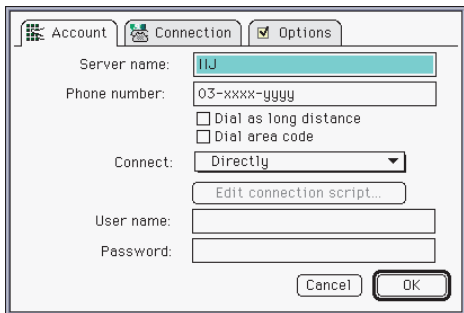 Account Connection Options
Server name: IIJ
Phone number: 03-xxxx-yyyy
Dial as long distance
Dial area code
Connect: Directly
Edit connection script...
User name:
Password:
Cancel OK